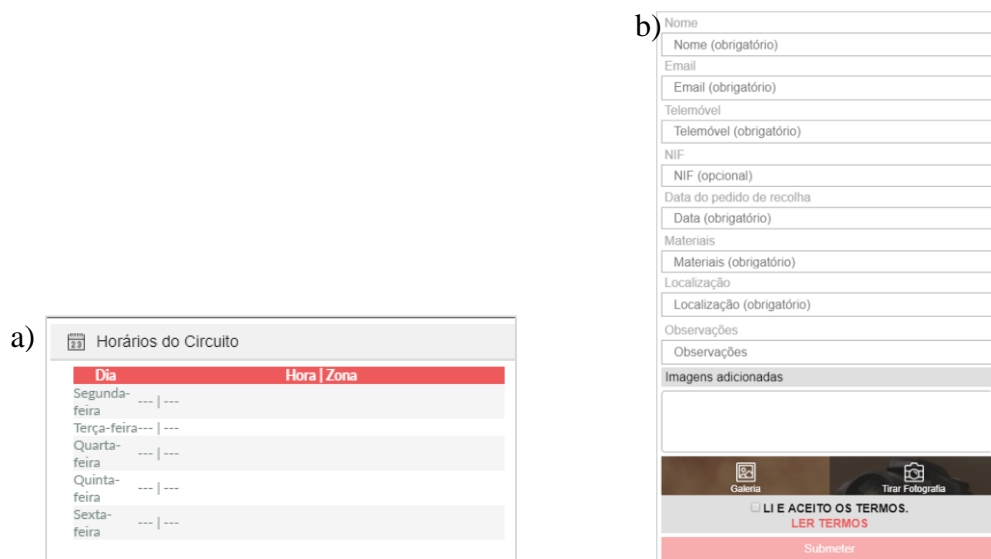 a)
23
Horários do Circuito
Dia Hora | Zona
Segunda-
feira
--- | ---
Terça-feira--- | ---
Quarta-
feira
--- | ---
Quinta-
feira
--- | ---
Sexta-
feira
--- | ---
b)
Nome
Nome (obrigatório)
Email
Email (obrigatório)
Telemóvel
Telemóvel (obrigatório)
NIF
NIF (opcional)
Data do pedido de recolha
Data (obrigatório)
Materiais
Materiais (obrigatório)
Localização
Localização (obrigatório)
Observações
Observações
Imagens adicionadas
Galeria Tirar Fotografia
LI E ACEITO OS TERMOS.
LER TERMOS
Submeter